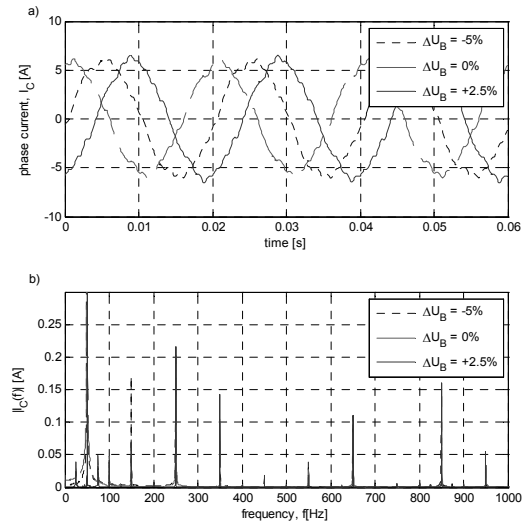 a)
10
5
0
-5
-10
phase current, I_C [A]
ΔU_B = -5%
ΔU_B = 0%
ΔU_B = +2.5%
0 0.01 0.02 0.03 0.04 0.05 0.06
time [s]
b)
0.25
0.2
0.15
0.1
0.05
0
|I_C(f)| [A]
ΔU_B = -5%
ΔU_B = 0%
ΔU_B = +2.5%
0 100 200 300 400 500 600 700 800 900 1000
frequency, f[Hz]